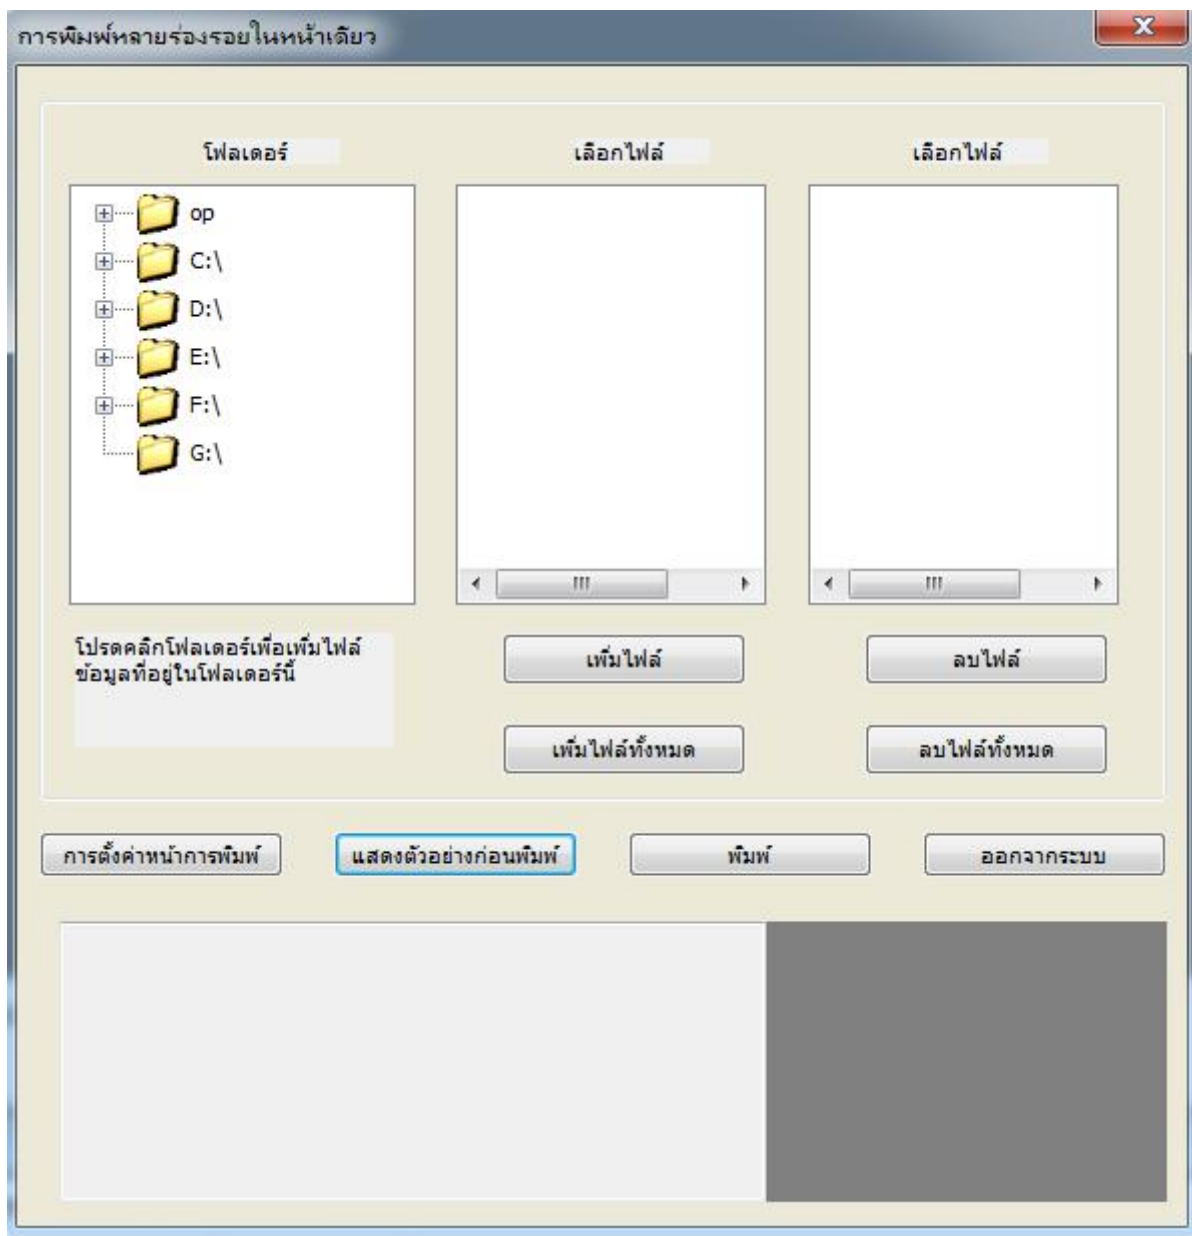 การพิมพ์หลายร่องรอยในหน้าเดียว
โฟลเดอร์
เลือกไฟล์
เลือกไฟล์
op
C:\
D:\
E:\
F:\
G:\
โปรดคลิกโฟลเดอร์เพื่อเพิ่มไฟล์
ข้อมูลที่อยู่ในโฟลเดอร์นี้
เพิ่มไฟล์
ลบไฟล์
เพิ่มไฟล์ทั้งหมด
ลบไฟล์ทั้งหมด
การตั้งค่าหน้าการพิมพ์
แสดงตัวอย่างก่อนพิมพ์
พิมพ์
ออกจากระบบ